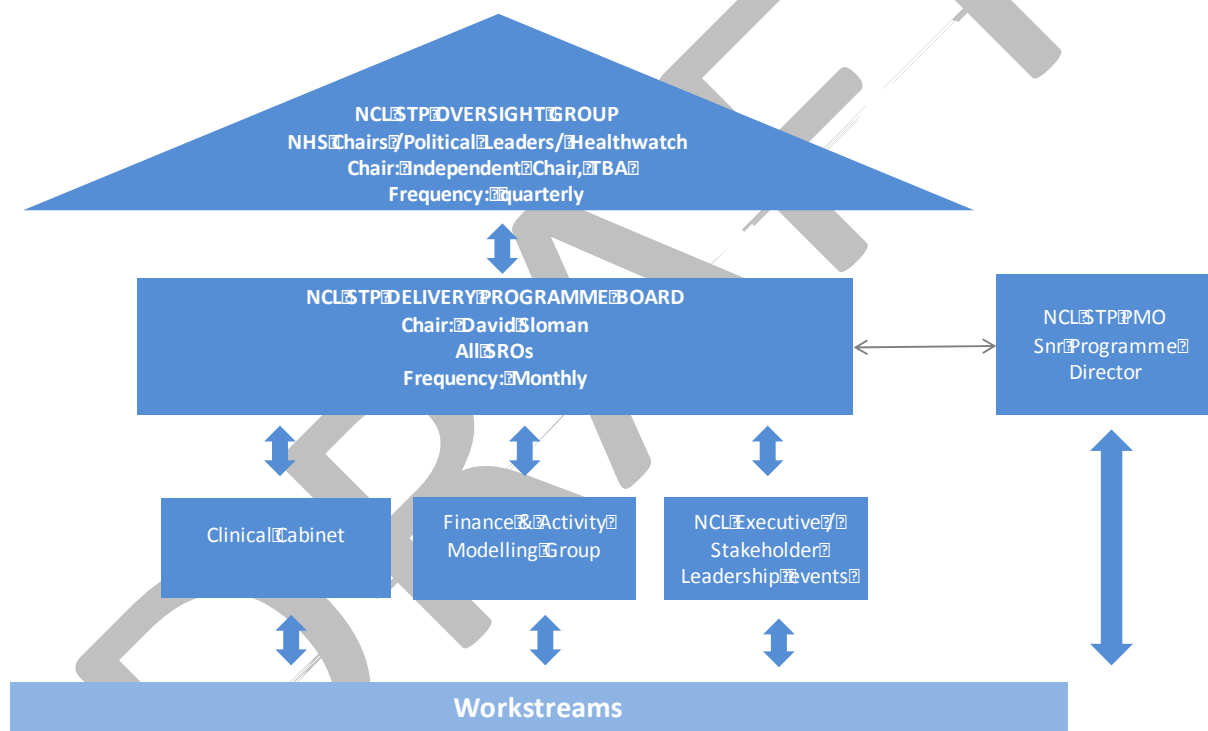 NCL STP OVERSIGHT GROUP
NHS Chairs /Political Leaders/ Healthwatch
Chair: Independent Chair, TBA
Frequency: quarterly
NCL STP DELIVERY PROGRAMME BOARD
Chair: David Sloman
All SROs
Frequency: Monthly
NCL STP PMO
Snr Programme
Director
Clinical Cabinet
Finance & Activity
Modelling Group
NCL Executive /
Stakeholder
Leadership events
Workstreams
DRAFT